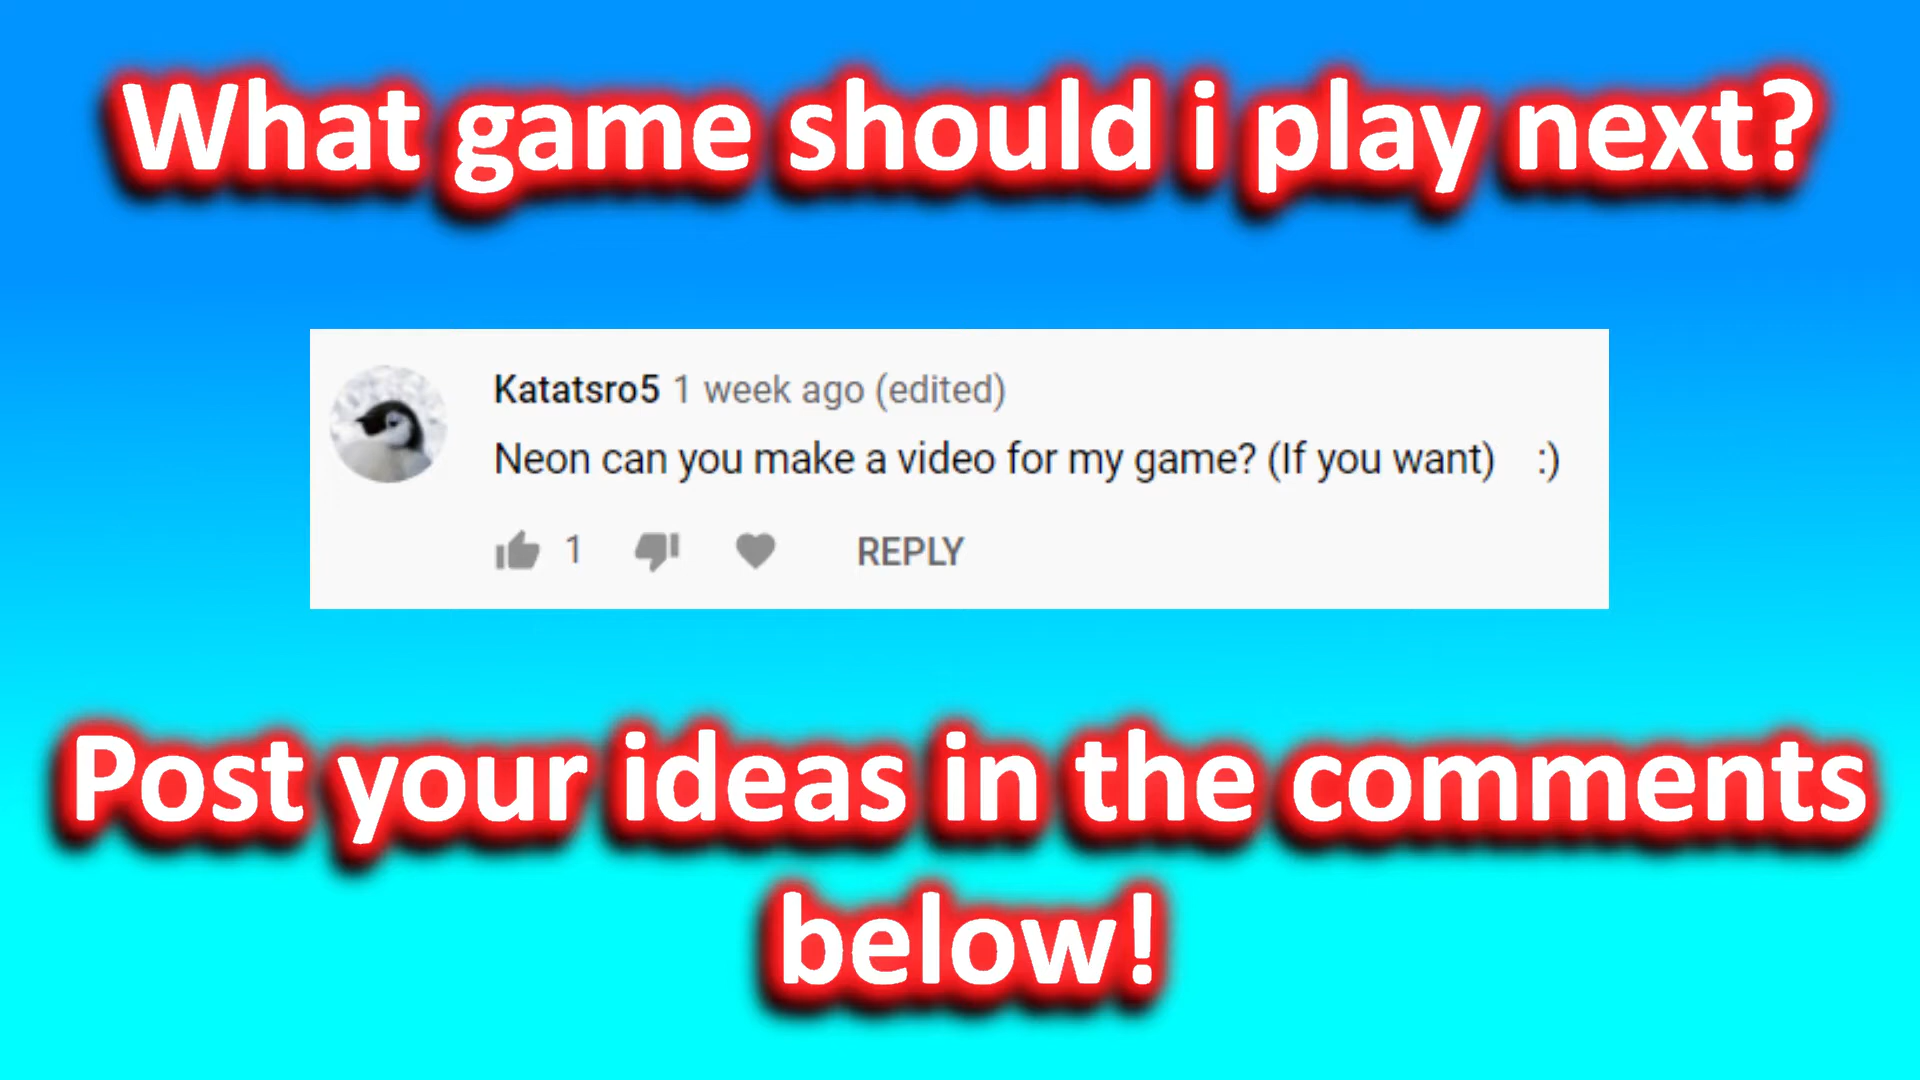 What game should i play next?
Katatsro5 1 week ago (edited)
Neon can you make a video for my game? (If you want) :)
1 REPLY
Post your ideas in the comments
below!